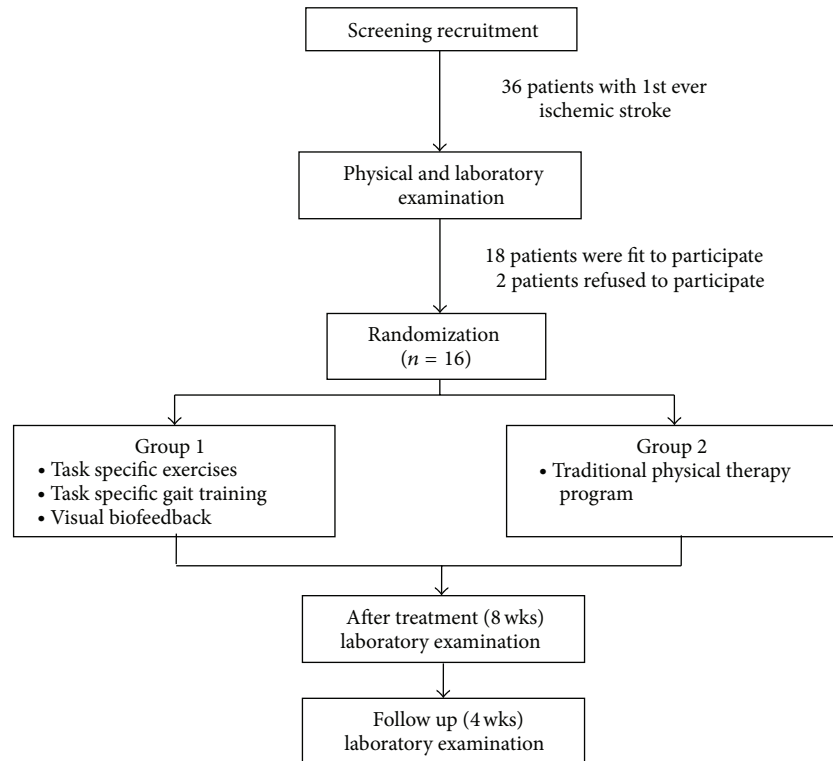 Screening recruitment
36 patients with 1st ever
ischemic stroke
Physical and laboratory
examination
18 patients were fit to participate
2 patients refused to participate
Randomization
(n = 16)
Group 1
• Task specific exercises
• Task specific gait training
• Visual biofeedback
Group 2
• Traditional physical therapy
program
After treatment (8 wks)
laboratory examination
Follow up (4 wks)
laboratory examination